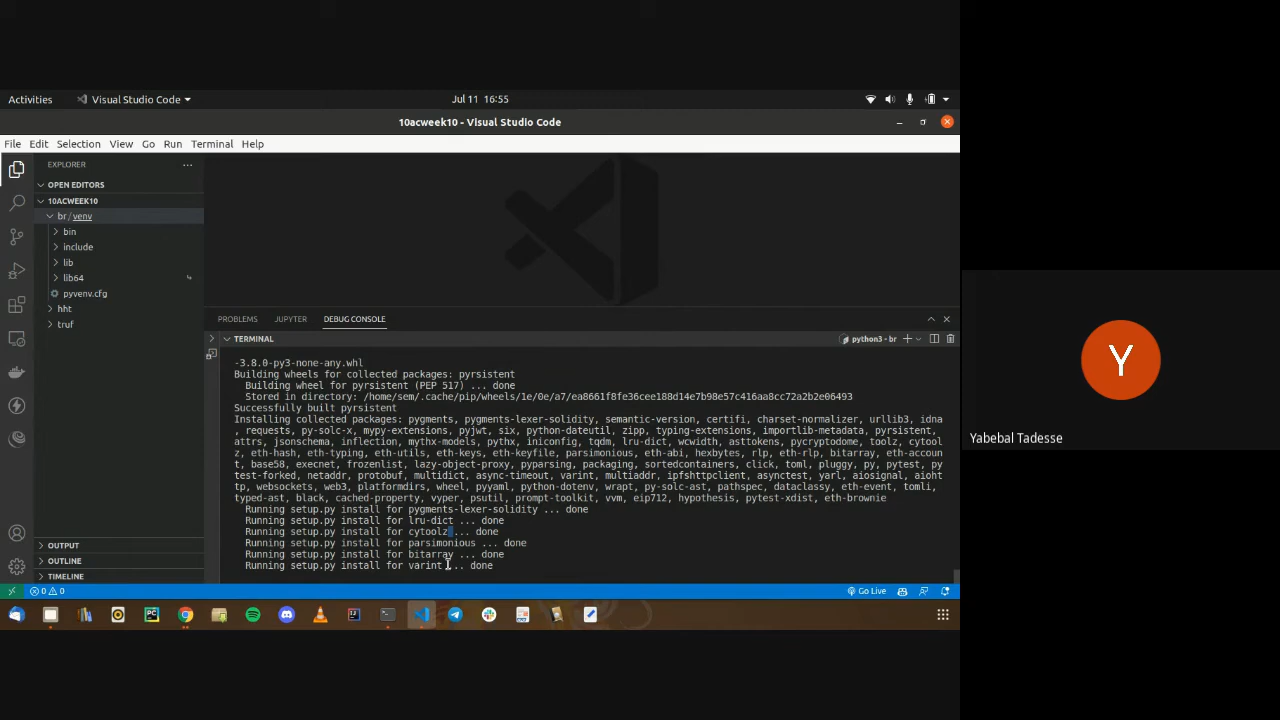 Activities
Visual Studio Code
Jul 11 16:55
10acweek10 - Visual Studio Code
File Edit Selection View Go Run Terminal Help
EXPLORER
OPEN EDITORS
10ACWEEK10
br/venv
bin
include
lib
lib64
pyvenv.cfg
hht
truf
OUTPUT
OUTLINE
TIMELINE
PROBLEMS JUPYTER DEBUG CONSOLE
TERMINAL
python3 - br
-3.8.0-py3-none-any.whl
Building wheels for collected packages: pyrsistent
Building wheel for pyrsistent (PEP 517) ... done
Stored in directory: /home/sem/.cache/pip/wheels/1e/0e/a7/ea8661f8fe36cee188d14e7b98e57c416aa8cc72a2b2e06493
Successfully built pyrsistent
Installing collected packages: pygments, pygments-lexer-solidity, semantic-version, certifi, charset-normalizer, urllib3, idna
, requests, py-solc-x, mypy-extensions, pyjwt, six, python-dateutil, zipp, typing-extensions, importlib-metadata, pyrsistent,
attrs, jsonschema, inflection, mythx-models, pythx, iniconfig, tqdm, lru-dict, wcwidth, asttokens, pycryptodome, toolz, cytool
z, eth-hash, eth-typing, eth-utils, eth-keys, eth-keyfile, parsimonious, eth-abi, hexbytes, rlp, eth-rlp, bitarray, eth-accou
nt, base58, execnet, frozenlist, lazy-object-proxy, pyparsing, packaging, sortedcontainers, click, toml, pluggy, py, pytest, py
test-forked, netaddr, protobuf, multidict, async-timeout, varint, multiaddr, ipfshttpclient, asynctest, yarl, aiosignal, aioht
tp, websockets, web3, platformdirs, wheel, pyyaml, python-dotenv, wrapt, py-solc-ast, pathspec, dataclassy, eth-event, tomli,
typed-ast, black, cached-property, vyper, psutil, prompt-toolkit, vvm, eip712, hypothesis, pytest-xdist, eth-brownie
Running setup.py install for pygments-lexer-solidity ... done
Running setup.py install for lru-dict ... done
Running setup.py install for cytoolz ... done
Running setup.py install for parsimonious ... done
Running setup.py install for bitarray ... done
Running setup.py install for varint ... done
0 0
Go Live
Y
Yabebal Tadesse